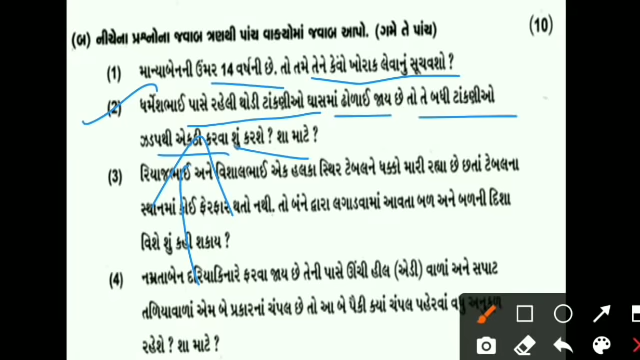 (બ) નીચેના પ્રશ્નોના જવાબ ત્રણથી પાંચ વાક્યોમાં જવાબ આપો. (ગમે તે પાંચ) (10)
(1) માન્યાબેનની ઉંમર 14 વર્ષની છે. તો તમે તેને કેવો ખોરાક લેવાનું સૂચવશો ?
(2) ધર્મેશભાઈ પાસે રહેલી થોડી ટાંકણીઓ ઘાસમાં ઢોળાઈ જાય છે તો તે બધી ટાંકણીઓ
ઝડપથી એકઠી કરવા શું કરશે ? શા માટે ?
(3) રિયાજભાઈ અને વિશાલભાઈ એક હલકા સ્થિર ટેબલને ધક્કો મારી રહ્યા છે છતાં ટેબલના
સ્થાનમાં કોઈ ફેરફાર થતો નથી. તો બંને દ્વારા લગાડવામાં આવતા બળ અને બળની દિશા
વિશે શું કહી શકાય ?
(4) નમ્રતાબેન દરિયાકિનારે ફરવા જાય છે તેની પાસે ઊંચી હીલ (એડી) વાળાં અને સપાટ
તળિયાવાળાં એમ બે પ્રકારનાં ચંપલ છે તો આ બે પૈકી ક્યાં ચંપલ પહેરવાં વધુ અનુકૂળ
રહેશે ? શા માટે ?